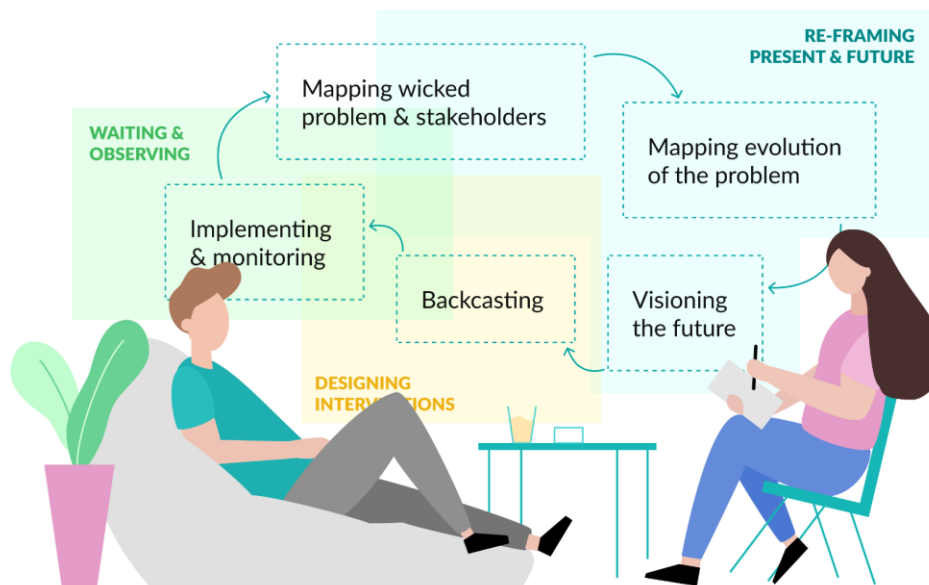 RE-FRAMING
PRESENT & FUTURE
Mapping wicked
problem & stakeholders
WAITING &
OBSERVING
Mapping evolution
of the problem
Implementing
& monitoring
Backcasting
Visioning
the future
DESIGNING
INTERVENTIONS